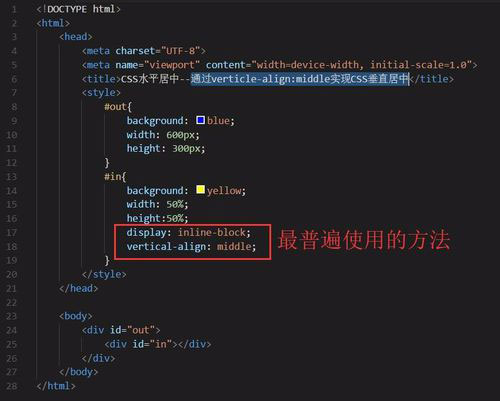 1 <!DOCTYPE html>
2 <html>
3 <head>
4 <meta charset="UTF-8">
5 <meta name="viewport" content="width=device-width, initial-scale=1.0">
6 <title>CSS水平居中--通过verticle-align:middle实现CSS垂直居中</title>
7 <style>
8 #out{
9 background: blue;
10 width: 600px;
11 height: 300px;
12 }
13 #in{
14 background: yellow;
15 width: 50%;
16 height:50%;
17 display: inline-block;
18 vertical-align: middle;
最普遍使用的方法
19 }
20 </style>
21 </head>
22
23 <body>
24 <div id="out">
25 <div id="in"></div>
26 </div>
27 </body>
28 </html>